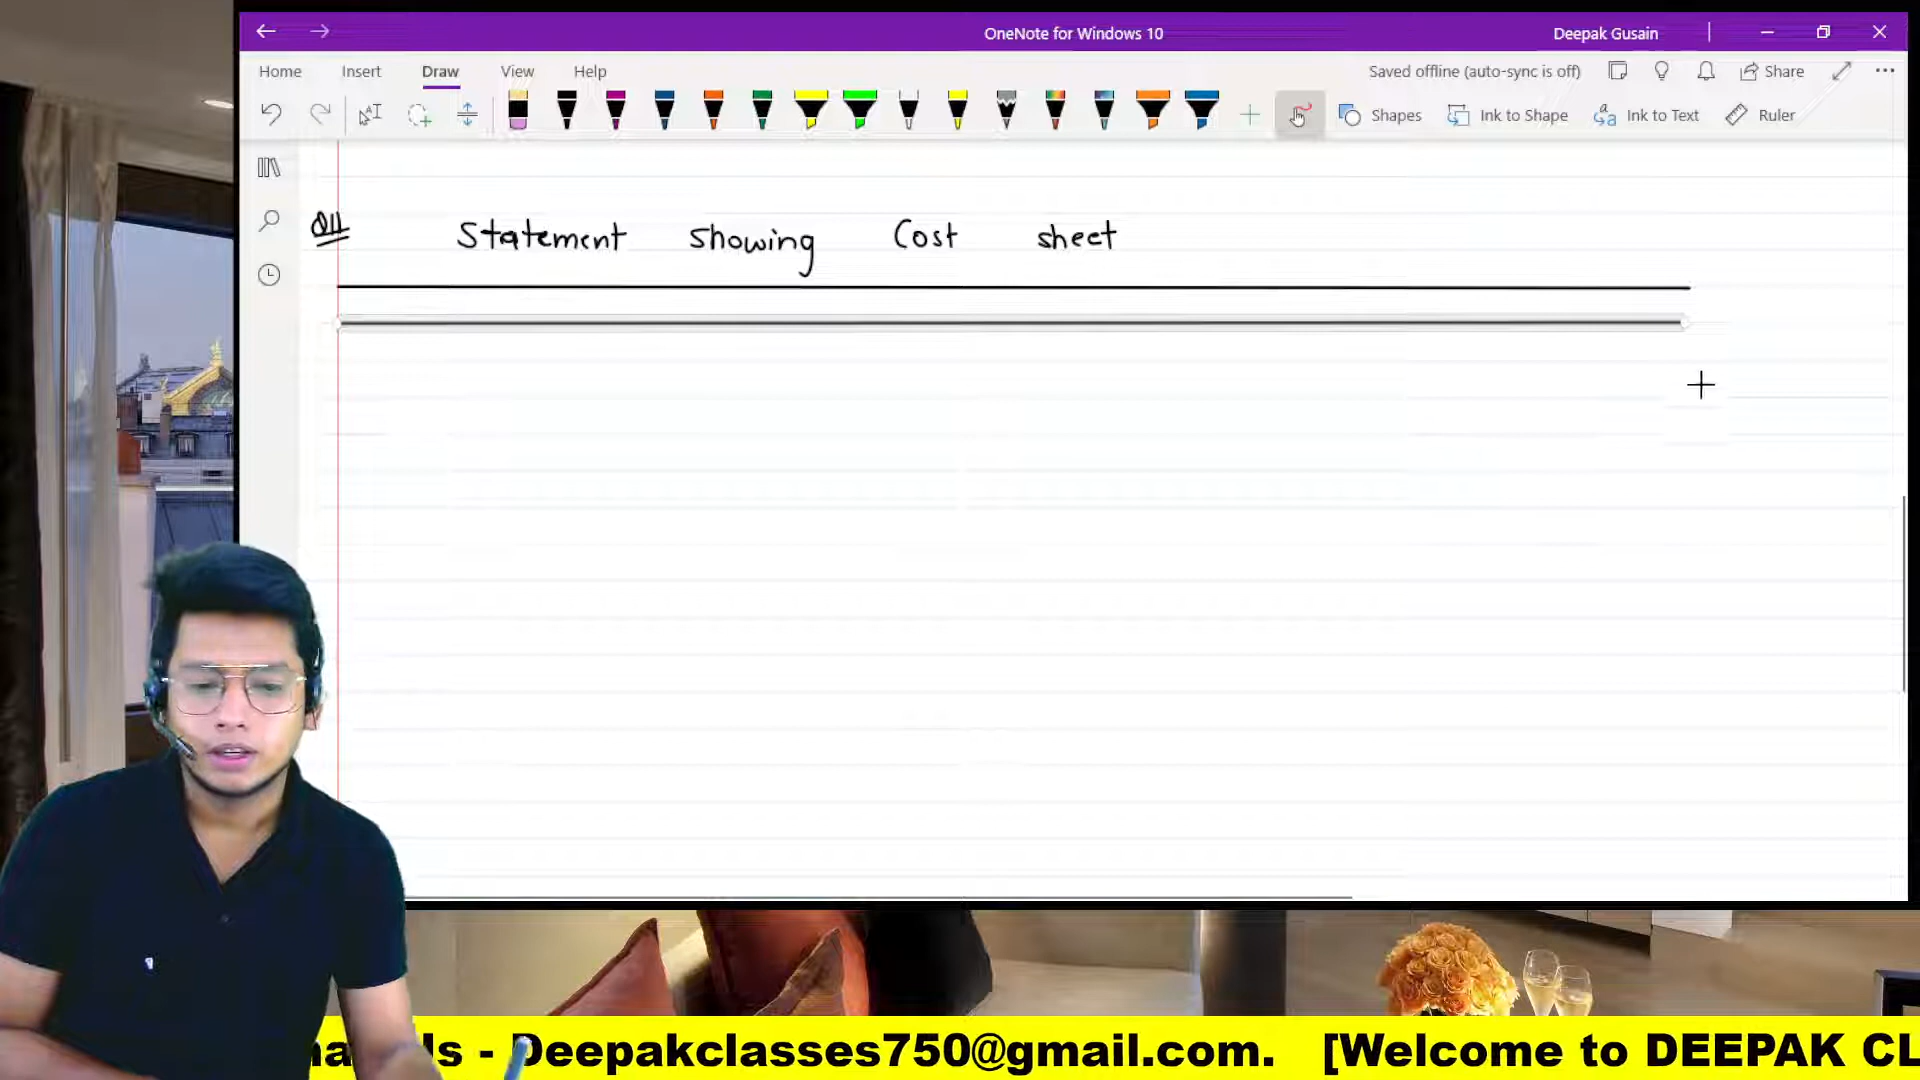 OneNote for Windows 10
Deepak Gusain
Home Insert Draw View Help
Saved offline (auto-sync is off)
Share
Shapes
Ink to Shape
Ink to Text
Ruler
Statement showing Cost sheet
ls - Deepakclasses750@gmail.com. [Welcome to DEEPAK CL